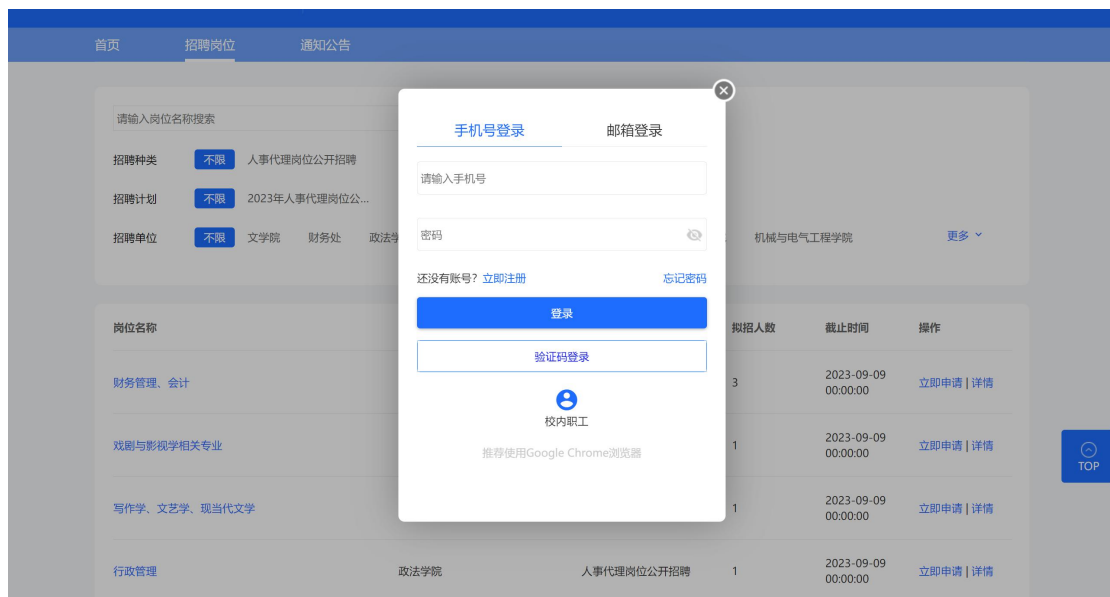 首页 招聘岗位 通知公告
请输入岗位名称搜索
招聘种类 不限 人事代理岗位公开招聘
招聘计划 不限 2023年人事代理岗位公...
招聘单位 不限 文学院 财务处 政法学 机械与电气工程学院 更多
手机号登录 邮箱登录
请输入手机号
密码
还没有账号? 立即注册 忘记密码
登录
验证码登录
校内职工
推荐使用Google Chrome浏览器
岗位名称 拟招人数 截止时间 操作
财务管理、会计 3 2023-09-09 00:00:00 立即申请 | 详情
戏剧与影视学相关专业 1 2023-09-09 00:00:00 立即申请 | 详情
写作学、文艺学、现当代文学 1 2023-09-09 00:00:00 立即申请 | 详情
行政管理 政法学院 人事代理岗位公开招聘 1 2023-09-09 00:00:00 立即申请 | 详情
TOP